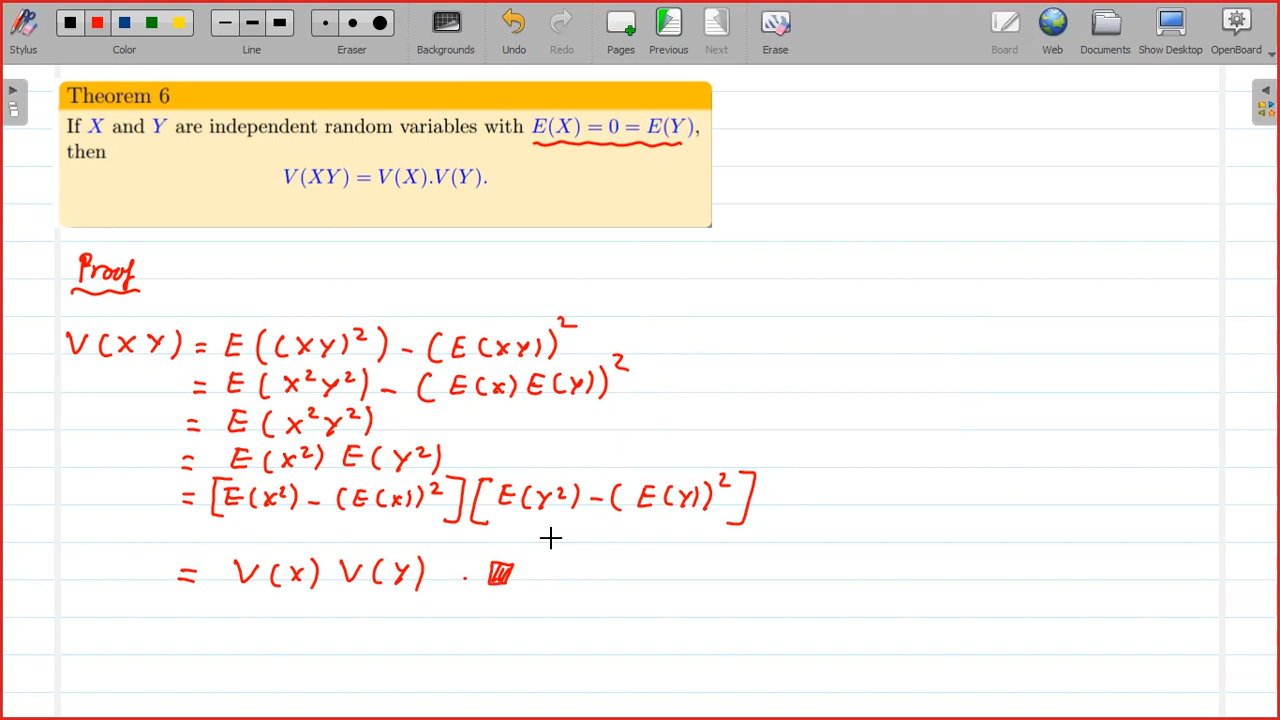 Stylus Color Line Eraser Backgrounds Undo Redo Pages Previous Next Erase Board Web Documents Show Desktop OpenBoard
Theorem 6
If X and Y are independent random variables with E(X) = 0 = E(Y),
then
V(XY) = V(X).V(Y).
Proof
V(XY) = E((XY)²) - (E(XY))²
= E(X²Y²) - (E(X) E(Y))²
= E(X²Y²)
= E(X²) E(Y²)
= [E(X²) - (E(X))²] [E(Y²) - (E(Y))²]
= V(X) V(Y) .